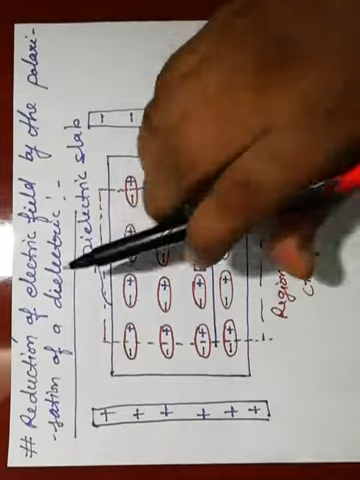 # Reduction of electric field by the polari-
-sation of a dielectric :-
Dielectric slab
- -
- + - + - + - +
- + - + - + - +
+ + + + + +
Region